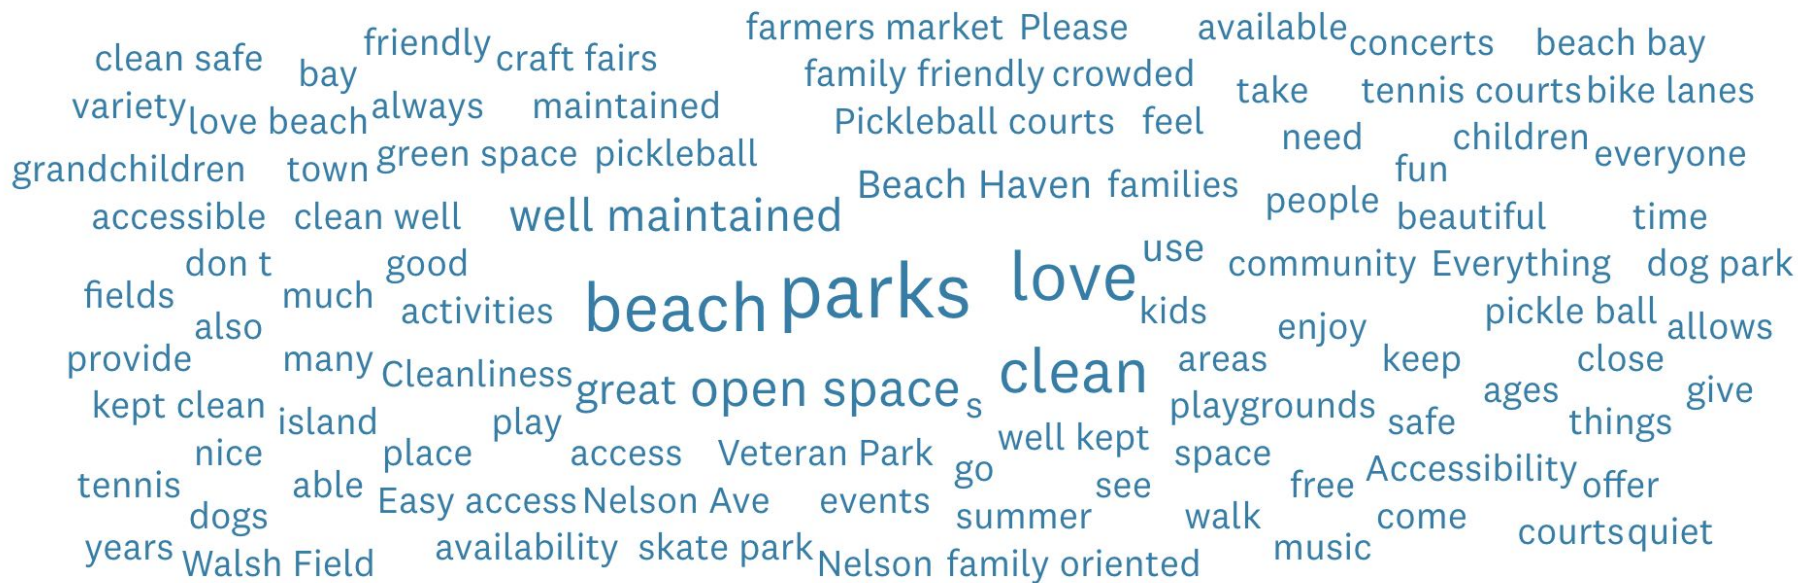 farmers market Please available
friendly craft fairs concerts beach bay
clean safe bay family friendly crowded
variety always maintained take tennis courts bike lanes
love beach Pickleball courts feel need children
grandchildren town green space pickleball fun everyone
Beach Haven families
accessible clean well well maintained people beautiful time
don t good use community Everything dog park
fields much activities beach parks love kids pickle ball
also enjoy allows
provide many Cleanliness great open space s clean areas keep close
kept clean island play playgrounds safe ages things give
nice place access Veteran Park well kept space
tennis able go see free Accessibility offer
dogs Easy access Nelson Ave events summer walk come courts quiet
years Walsh Field availability skate park Nelson family oriented music